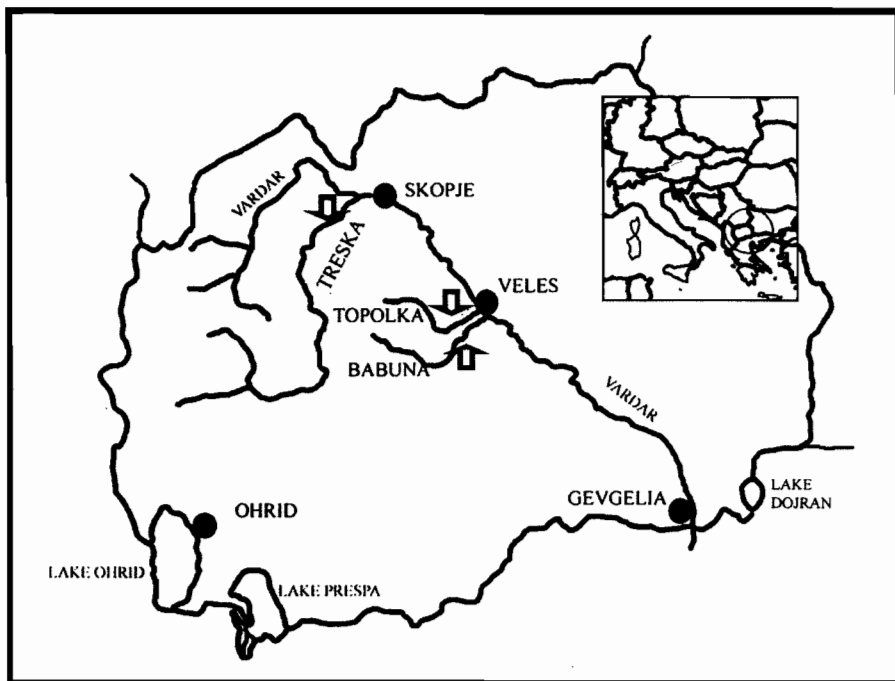 VARDAR
SKOPJE
TRESKA
VELES
TOPOLKA
BABUNA
VARDAR
GEVGELIA
LAKE
DOJRAN
OHRID
LAKE OHRID
LAKE PRESPA